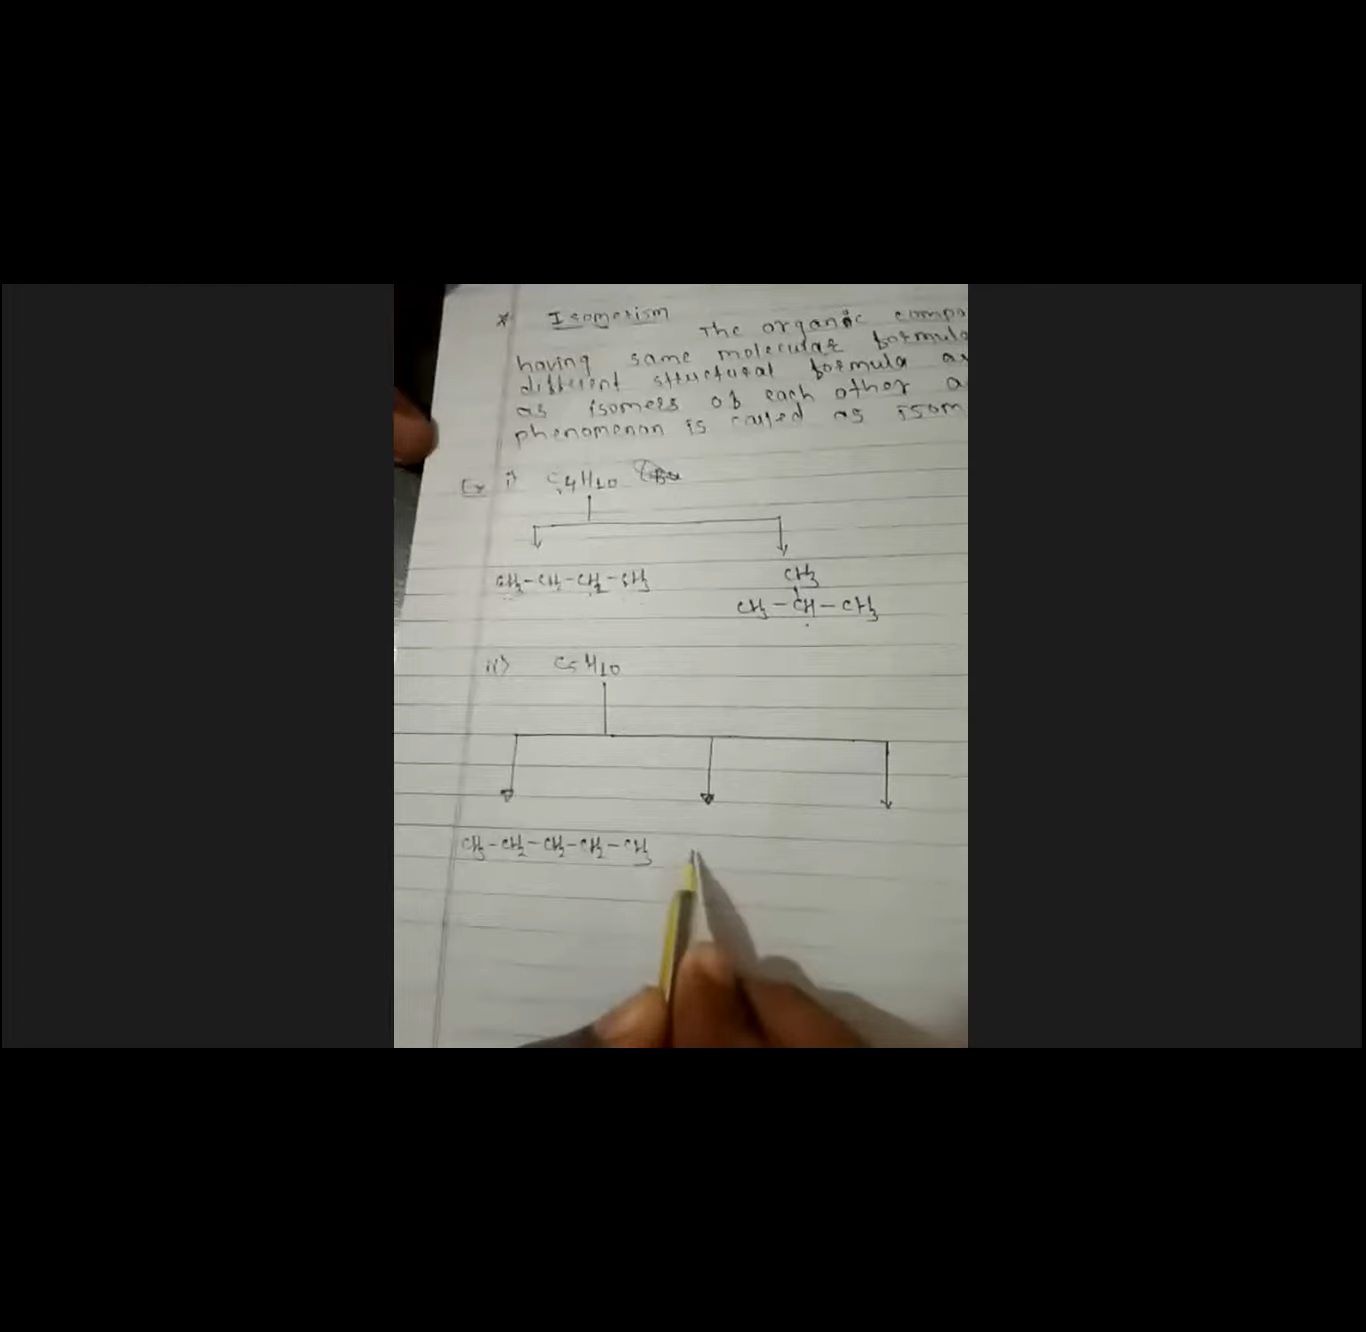 * Isomerism
The organic compo
having same molecular formula
different structural formula a
as isomers of each other a
phenomenon is called as isom
Ex i) C4H10
CH3-CH2-CH2-CH3
CH3
CH3-CH-CH3
ii) C5H10
CH3-CH2-CH2-CH2-CH3